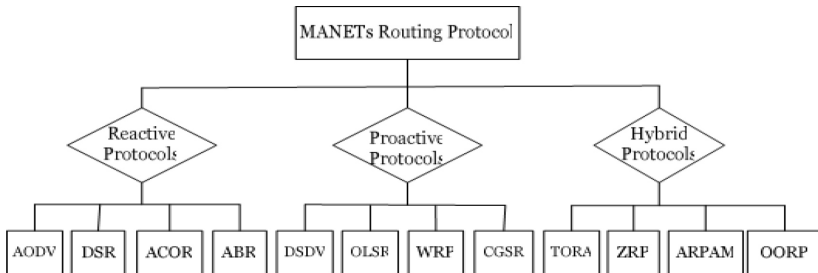 MANETs Routing Protocol
Reactive
Protocols
Proactive
Protocols
Hybrid
Protocols
AODV
DSR
ACOR
ABR
DSDV
OLSR
WRP
CGSR
TORA
ZRP
ARPAM
OORP